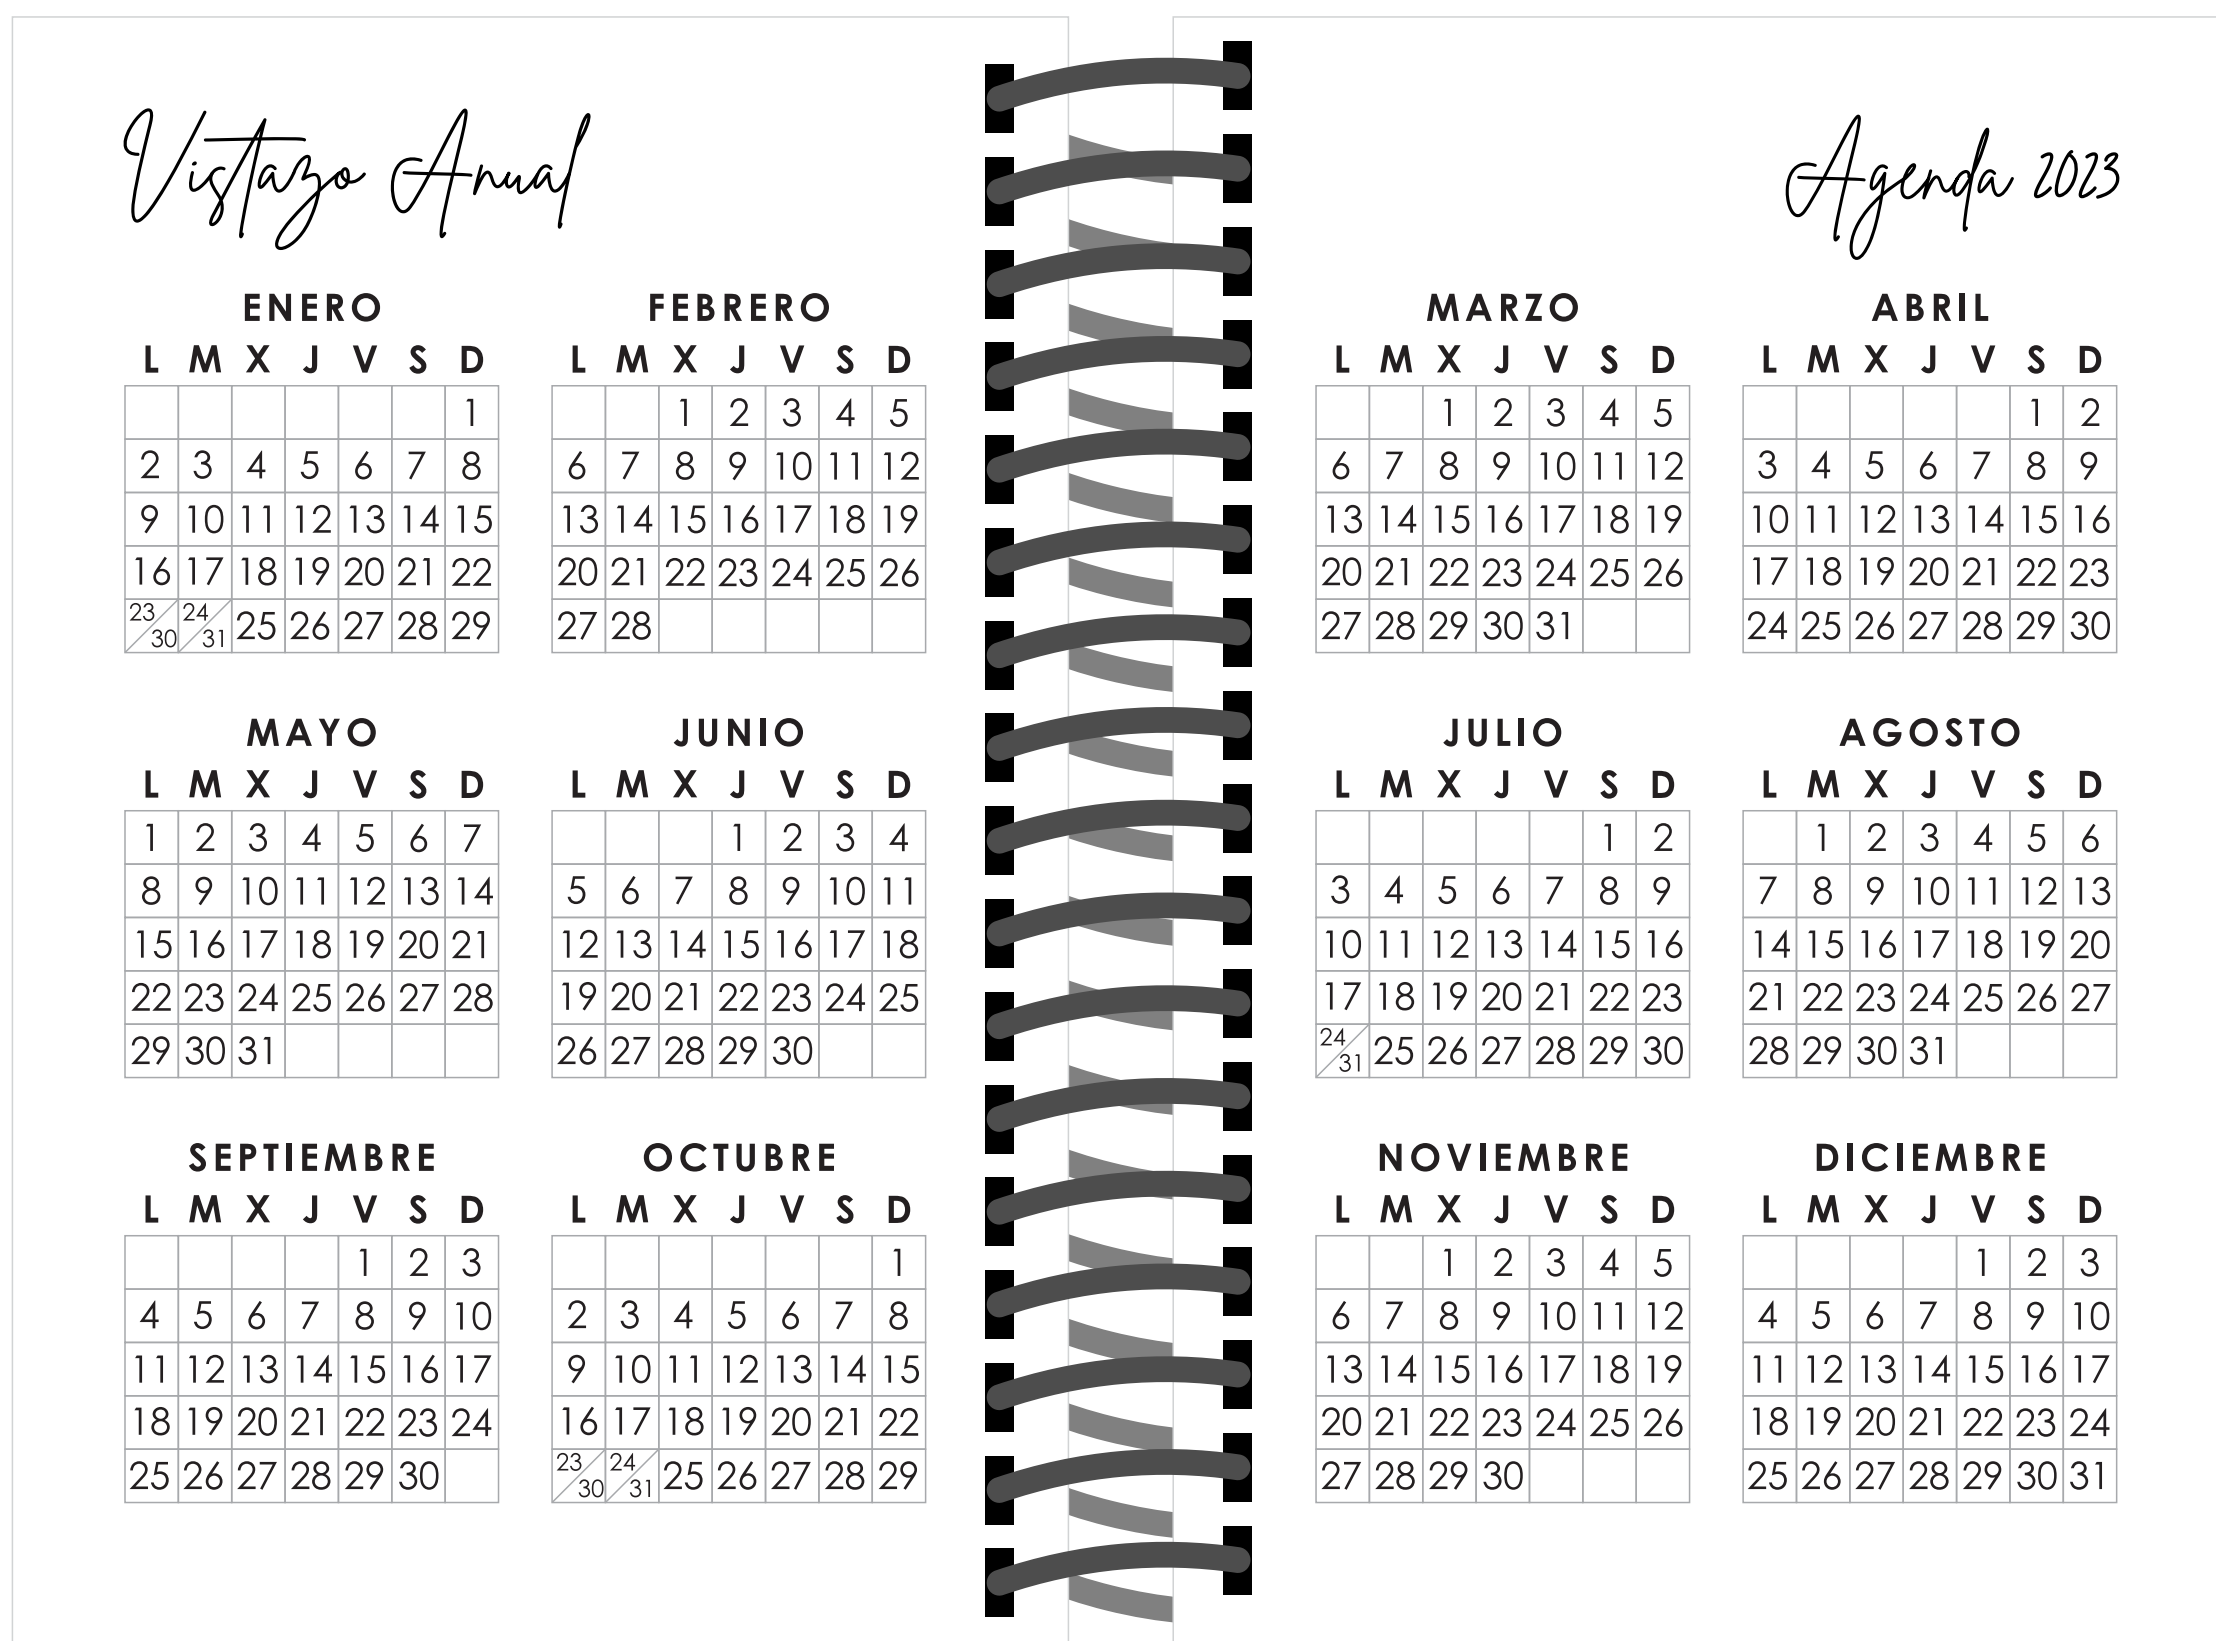 Vistazo Anual
ENERO
L M X J V S D
1
2 3 4 5 6 7 8
9 10 11 12 13 14 15
16 17 18 19 20 21 22
23/30 24/31 25 26 27 28 29
FEBRERO
L M X J V S D
1 2 3 4 5
6 7 8 9 10 11 12
13 14 15 16 17 18 19
20 21 22 23 24 25 26
27 28
MAYO
L M X J V S D
1 2 3 4 5 6 7
8 9 10 11 12 13 14
15 16 17 18 19 20 21
22 23 24 25 26 27 28
29 30 31
JUNIO
L M X J V S D
1 2 3 4
5 6 7 8 9 10 11
12 13 14 15 16 17 18
19 20 21 22 23 24 25
26 27 28 29 30
SEPTIEMBRE
L M X J V S D
1 2 3
4 5 6 7 8 9 10
11 12 13 14 15 16 17
18 19 20 21 22 23 24
25 26 27 28 29 30
OCTUBRE
L M X J V S D
1
2 3 4 5 6 7 8
9 10 11 12 13 14 15
16 17 18 19 20 21 22
23/30 24/31 25 26 27 28 29
Agenda 2023
MARZO
L M X J V S D
1 2 3 4 5
6 7 8 9 10 11 12
13 14 15 16 17 18 19
20 21 22 23 24 25 26
27 28 29 30 31
ABRIL
L M X J V S D
1 2
3 4 5 6 7 8 9
10 11 12 13 14 15 16
17 18 19 20 21 22 23
24 25 26 27 28 29 30
JULIO
L M X J V S D
1 2
3 4 5 6 7 8 9
10 11 12 13 14 15 16
17 18 19 20 21 22 23
24/31 25 26 27 28 29 30
AGOSTO
L M X J V S D
1 2 3 4 5 6
7 8 9 10 11 12 13
14 15 16 17 18 19 20
21 22 23 24 25 26 27
28 29 30 31
NOVIEMBRE
L M X J V S D
1 2 3 4 5
6 7 8 9 10 11 12
13 14 15 16 17 18 19
20 21 22 23 24 25 26
27 28 29 30
DICIEMBRE
L M X J V S D
1 2 3
4 5 6 7 8 9 10
11 12 13 14 15 16 17
18 19 20 21 22 23 24
25 26 27 28 29 30 31